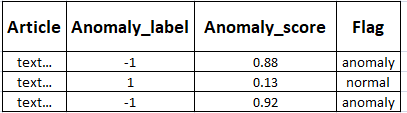 Article Anomaly_label Anomaly_score Flag
text… -1 0.88 anomaly
text… 1 0.13 normal
text… -1 0.92 anomaly